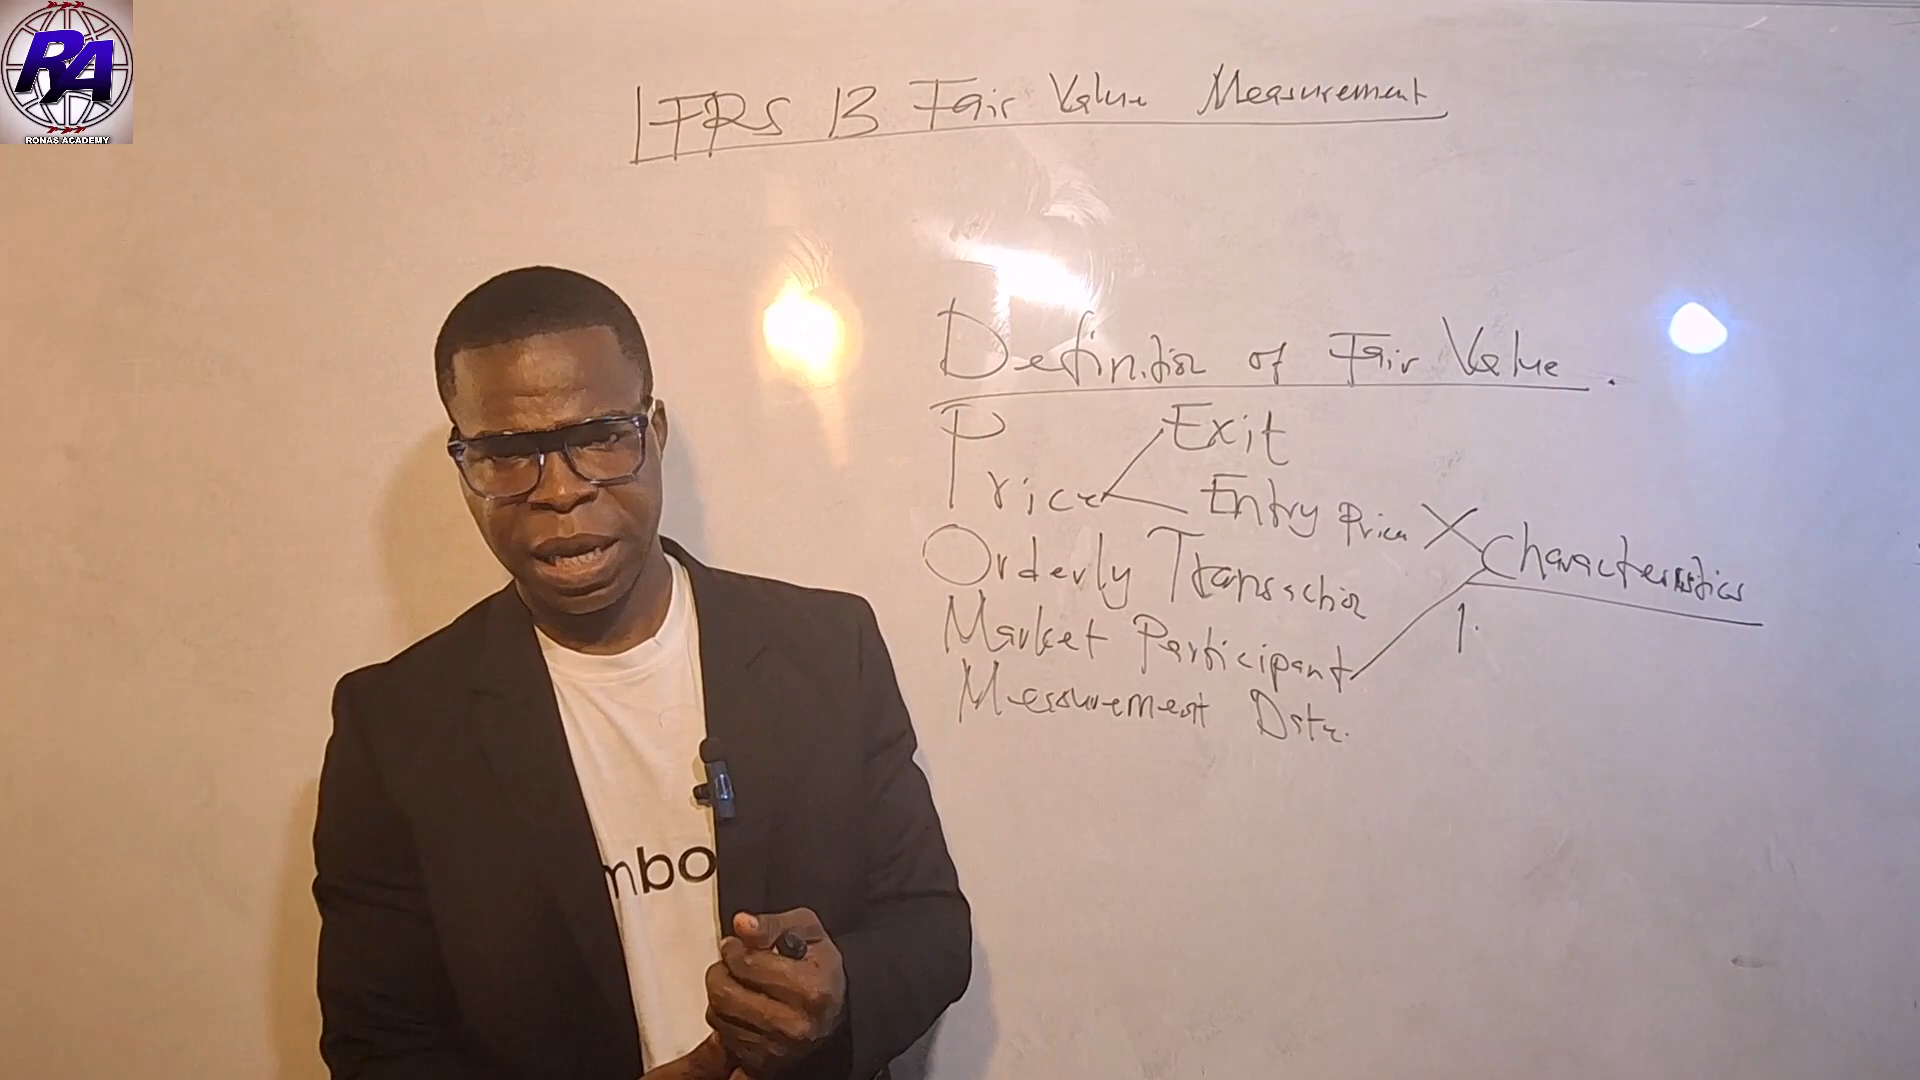 RA
RONAS ACADEMY
IFRS 13 Fair Value Measurement
Definition of Fair Value.
Price Exit
Entry Price X
Orderly Transaction
Characteristics
1.
Market Participant
Measurement Date.
mbo